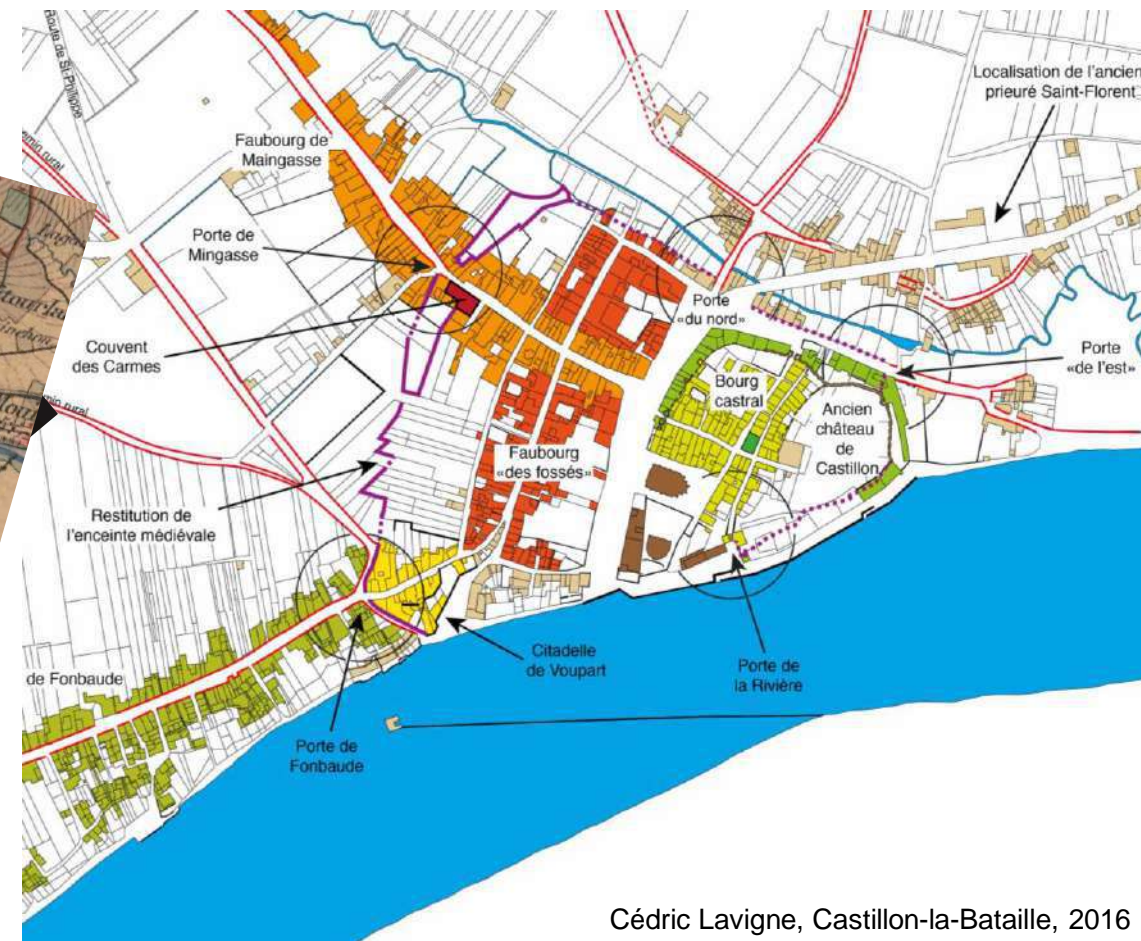 Route de St-Philippe
Localisation de l'ancien
prieuré Saint-Florent
Faubourg de
Maingasse
min rural
Porte de
Mingasse
Porte
«du nord»
Couvent
des Carmes
Porte
«de l'est»
Bourg
castral
Ancien
château
de
Castillon
min rural
Faubourg
«des fossés»
Restitution de
l'enceinte médiévale
Citadelle
de Voupart
Porte de
la Rivière
de Fonbaude
Porte de
Fonbaude
Cédric Lavigne, Castillon-la-Bataille, 2016